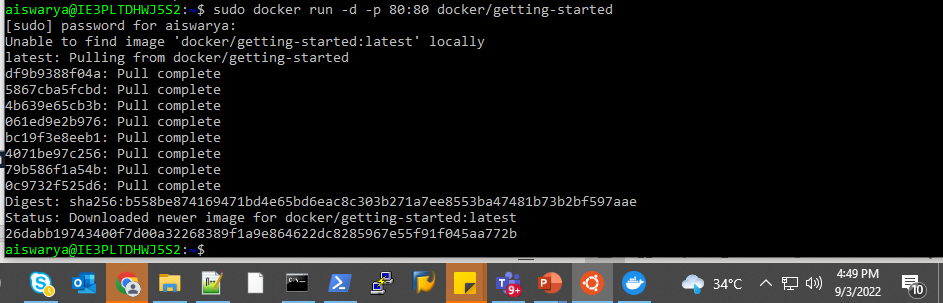 aiswarya@IE3PLTDHWJ5S2:~$ sudo docker run -d -p 80:80 docker/getting-started
[sudo] password for aiswarya:
Unable to find image 'docker/getting-started:latest' locally
latest: Pulling from docker/getting-started
df9b9388f04a: Pull complete
5867cba5fcbd: Pull complete
4b639e65cb3b: Pull complete
061ed9e2b976: Pull complete
bc19f3e8eeb1: Pull complete
4071be97c256: Pull complete
79b586f1a54b: Pull complete
0c9732f525d6: Pull complete
Digest: sha256:b558be874169471bd4e65bd6eac8c303b271a7ee8553ba47481b73b2bf597aae
Status: Downloaded newer image for docker/getting-started:latest
26dabb19743400f7d00a32268389f1a9e864622dc8285967e55f91f045aa772b
aiswarya@IE3PLTDHWJ5S2:~$
9+
34°C
4:49 PM
9/3/2022
10